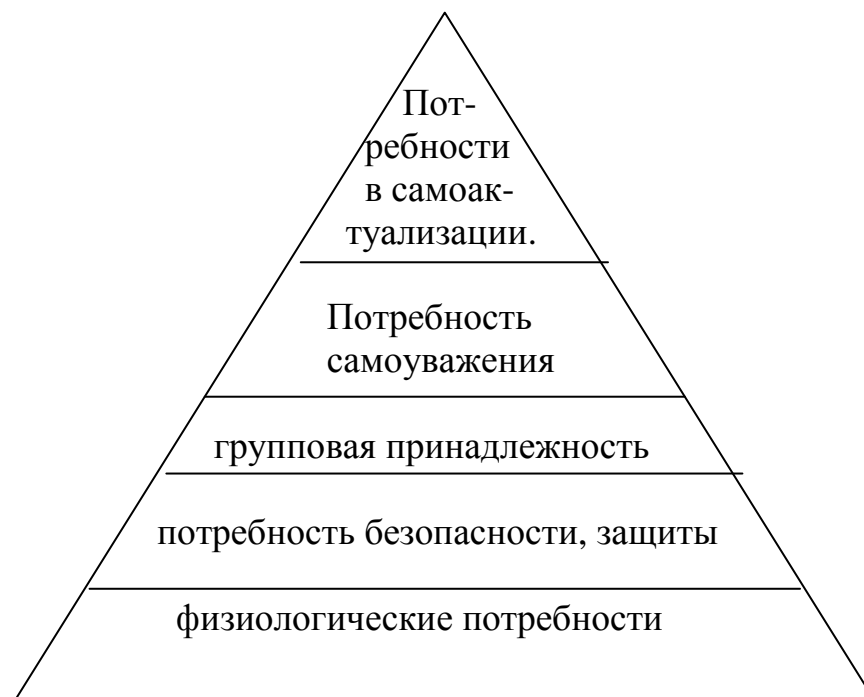 Пот-
ребности
в самоак-
туализации.
Потребность
самоуважения
групповая принадлежность
потребность безопасности, защиты
физиологические потребности